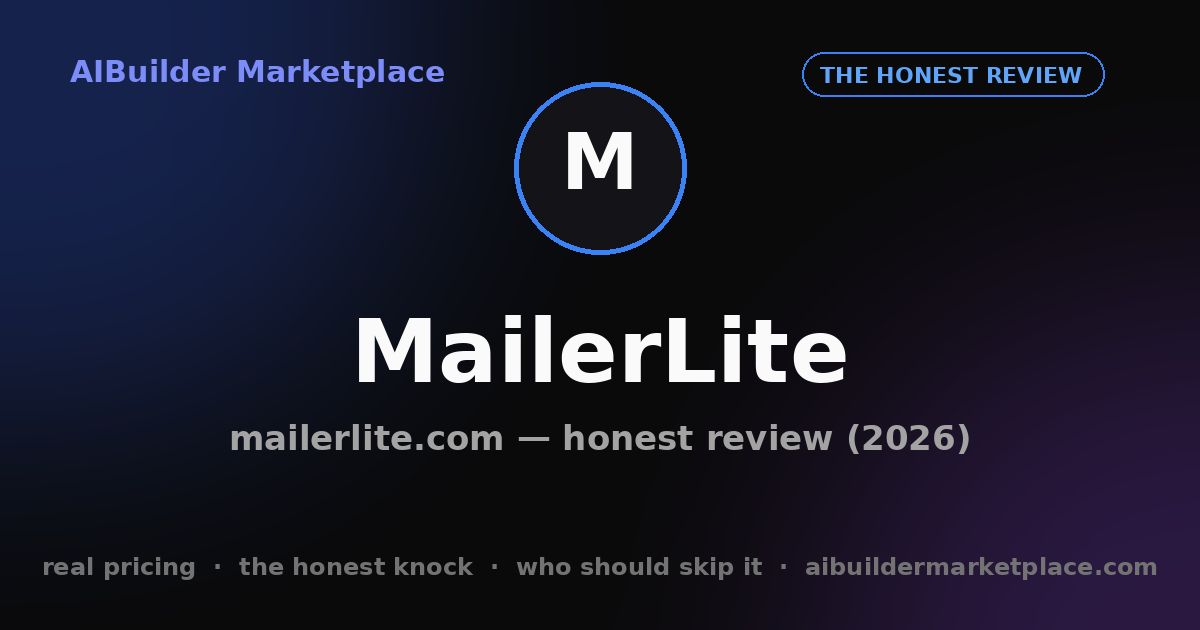 AIBuilder Marketplace
THE HONEST REVIEW
M
MailerLite
mailerlite.com — honest review (2026)
real pricing · the honest knock · who should skip it · aibuildermarketplace.com